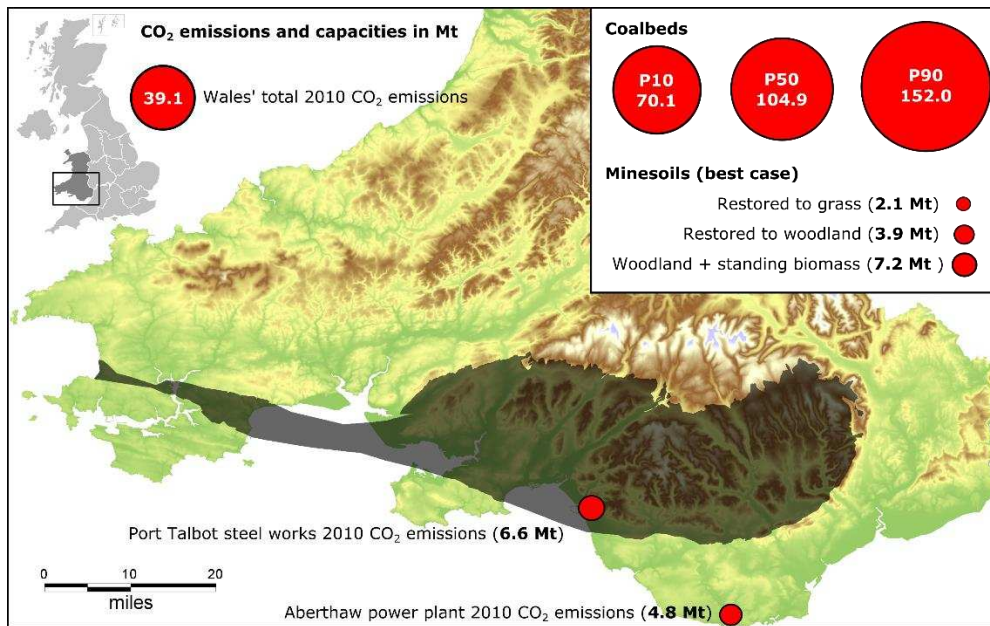 CO₂ emissions and capacities in Mt
39.1 Wales' total 2010 CO₂ emissions
Coalbeds
P10
70.1
P50
104.9
P90
152.0
Minesoils (best case)
Restored to grass (2.1 Mt)
Restored to woodland (3.9 Mt)
Woodland + standing biomass (7.2 Mt )
Port Talbot steel works 2010 CO₂ emissions (6.6 Mt)
0 10 20
miles
Aberthaw power plant 2010 CO₂ emissions (4.8 Mt)